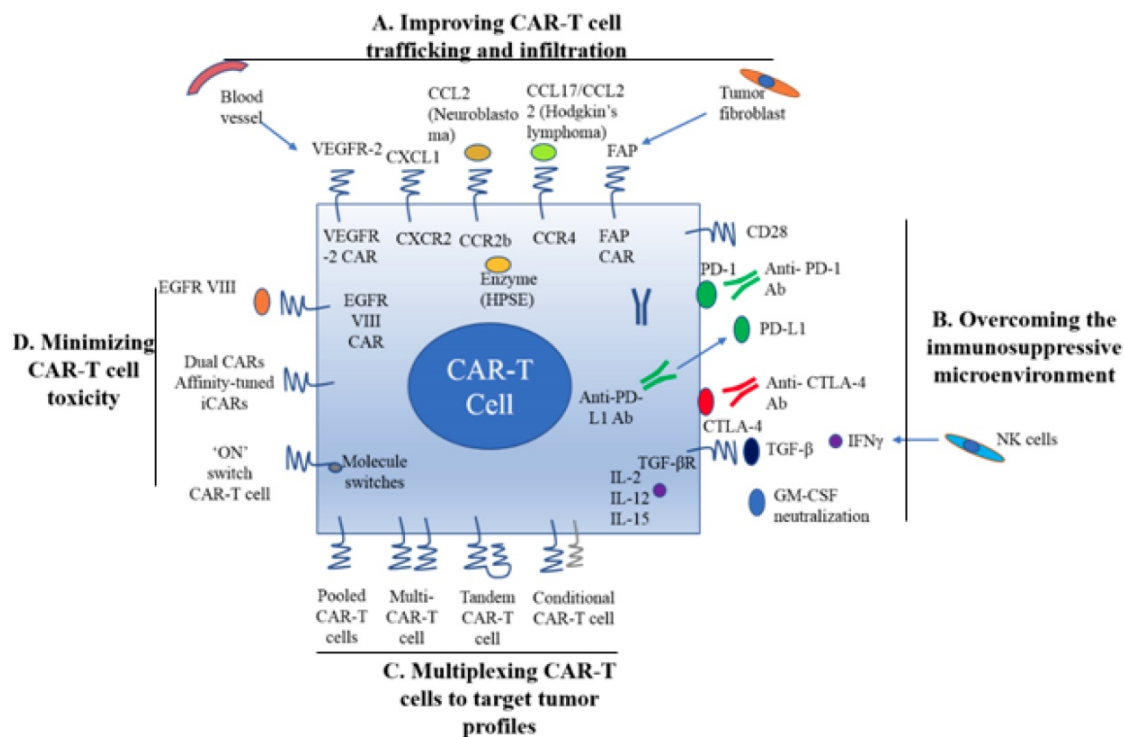 A. Improving CAR-T cell
trafficking and infiltration
Blood
vessel
CCL2
(Neuroblasto
ma)
CCL17/CCL2
2 (Hodgkin's
lymphoma)
Tumor
fibroblast
VEGFR-2
CXCL1
FAP
VEGFR
-2 CAR
CXCR2
CCR2b
CCR4
FAP
CAR
Enzyme
(HPSE)
CD28
PD-1
Anti- PD-1
Ab
PD-L1
Anti-PD-
L1 Ab
Anti- CTLA-4
Ab
CTLA-4
TGF-β
TGF-βR
IFNγ
NK cells
IL-2
IL-12
IL-15
GM-CSF
neutralization
B. Overcoming the
immunosuppressive
microenvironment
EGFR VIII
EGFR
VIII
CAR
D. Minimizing
CAR-T cell
toxicity
Dual CARs
Affinity-tuned
iCARs
'ON'
switch
CAR-T cell
Molecule
switches
CAR-T
Cell
Pooled
CAR-T
cells
Multi-
CAR-T
cell
Tandem
CAR-T
cell
Conditional
CAR-T cell
C. Multiplexing CAR-T
cells to target tumor
profiles